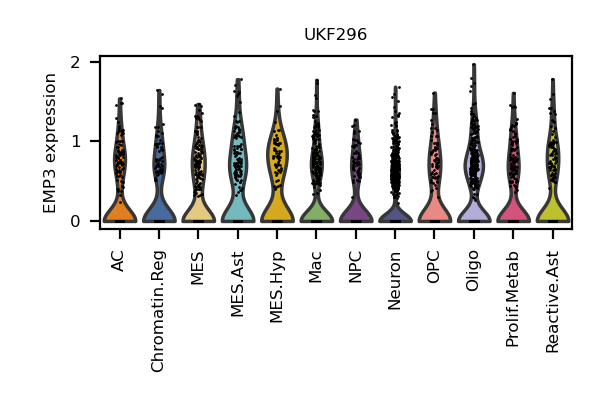 UKF296
EMP3 expression
2
1
0
AC
Chromatin.Reg
MES
MES.Ast
MES.Hyp
Mac
NPC
Neuron
OPC
Oligo
Prolif.Metab
Reactive.Ast